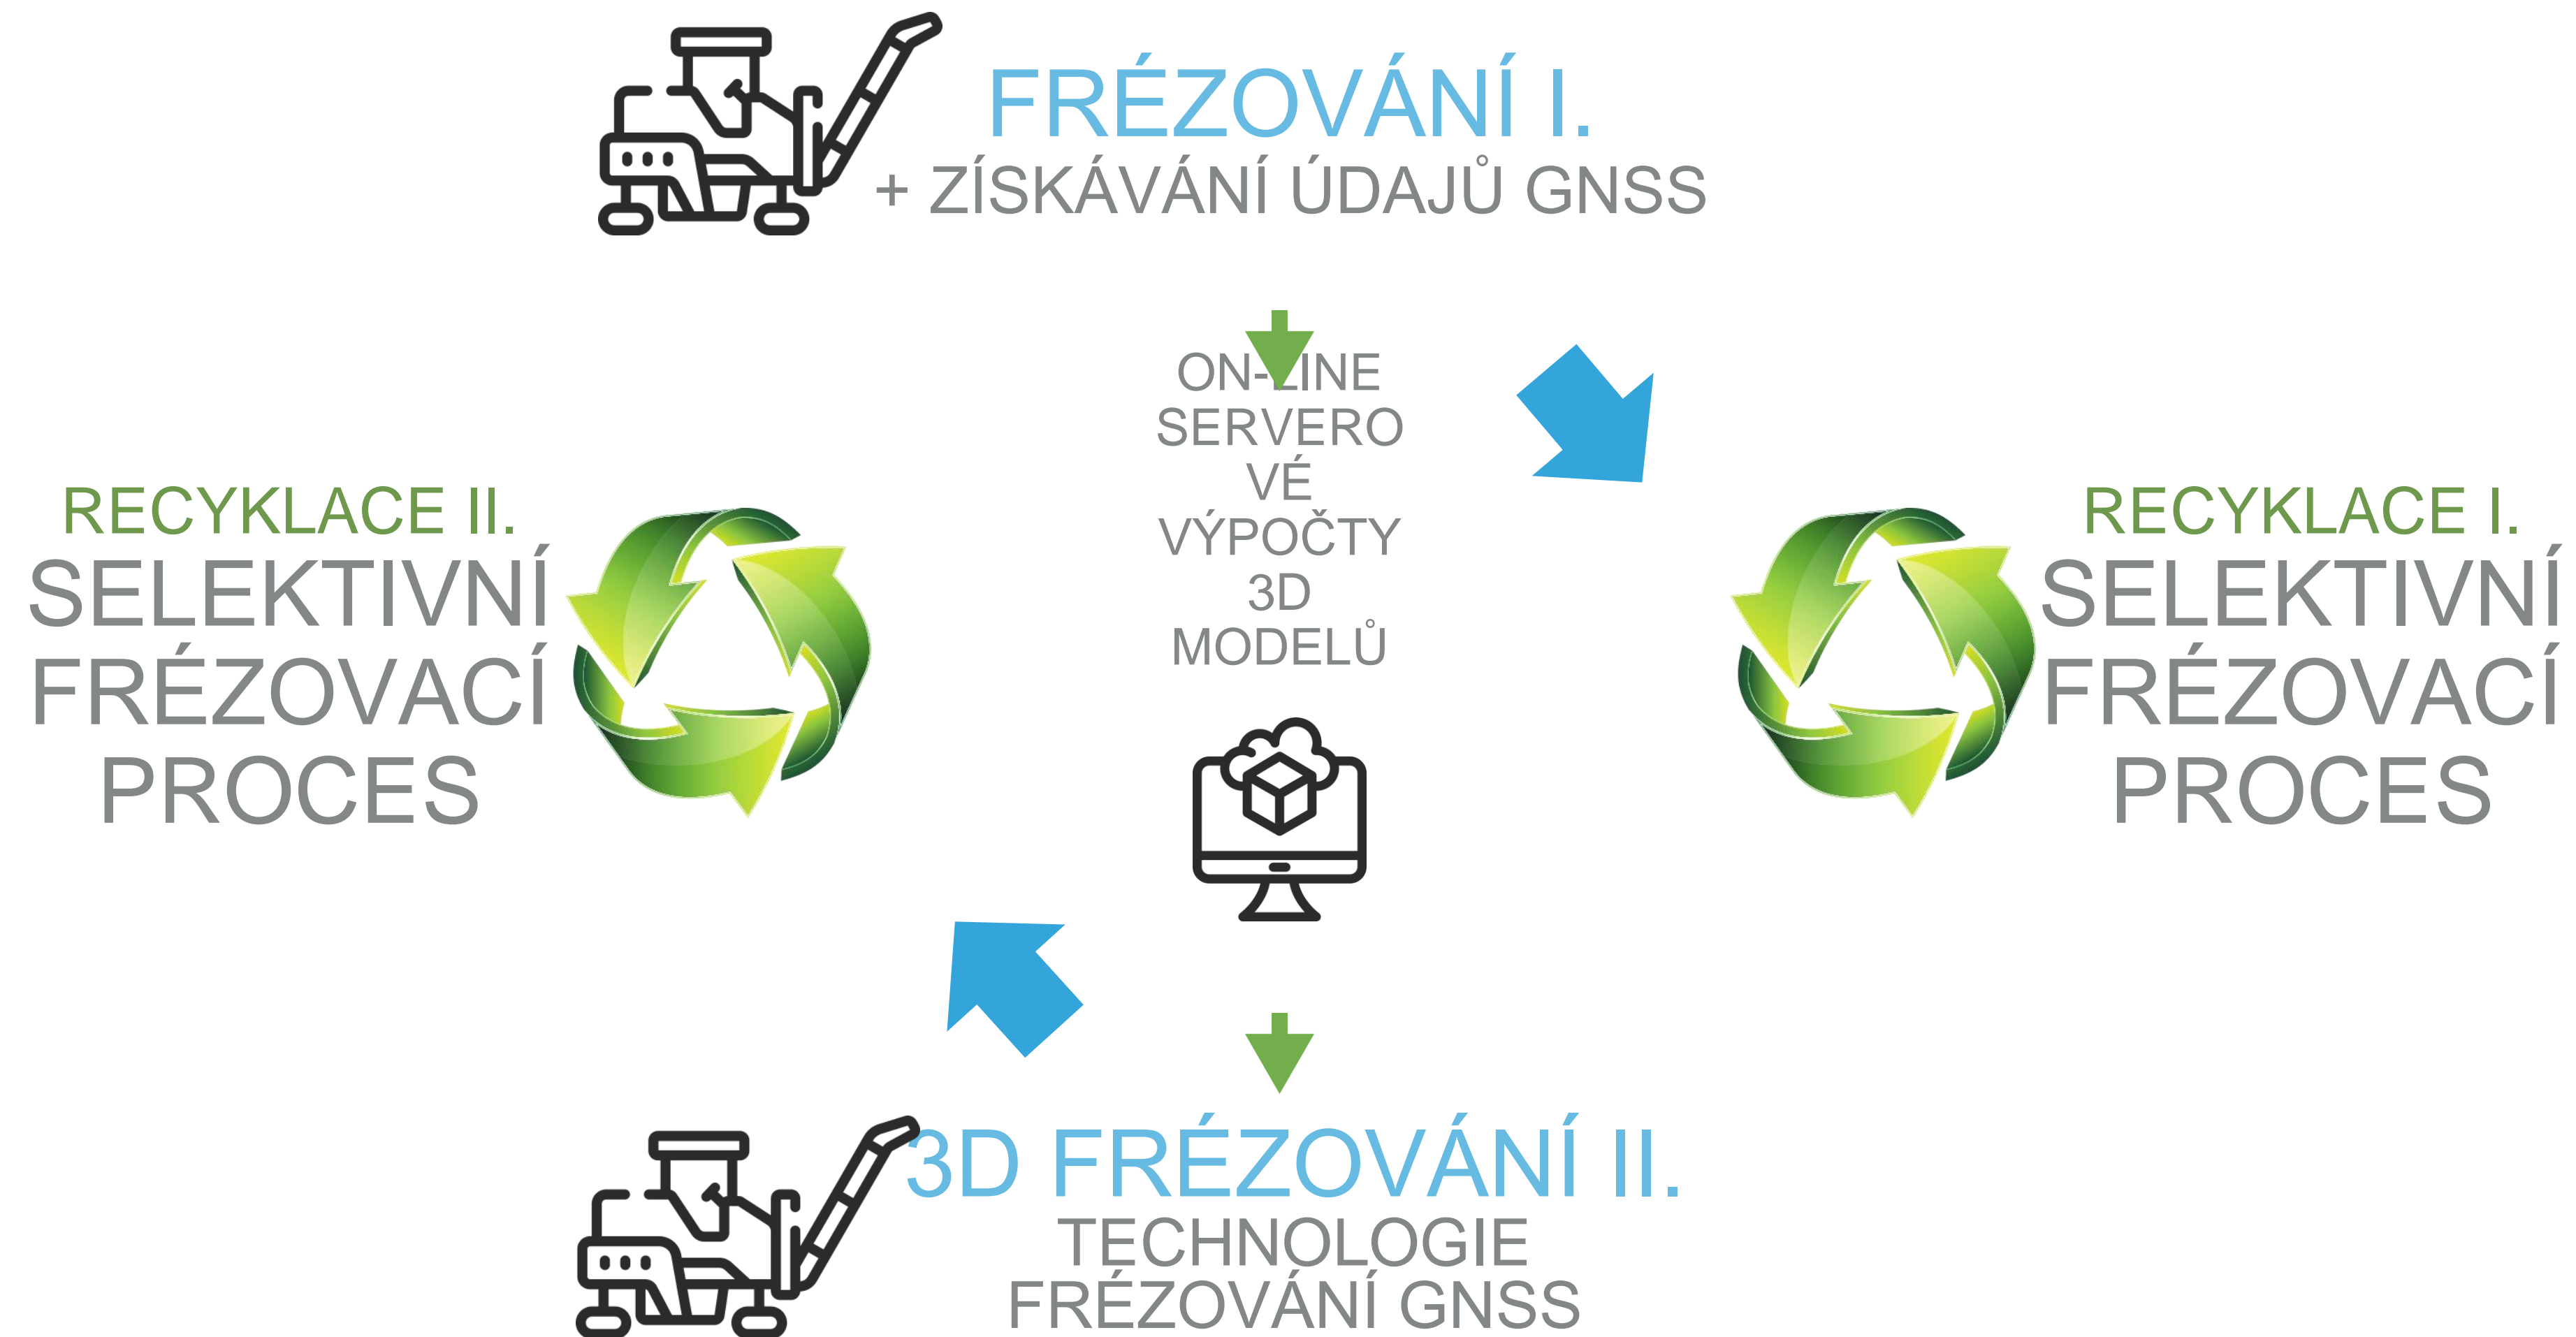 FRÉZOVÁNÍ I.
+ ZÍSKÁVÁNÍ ÚDAJŮ GNSS
ON-LINE
SERVERO
VÉ
VÝPOČTY
3D
MODELŮ
RECYKLACE II.
SELEKTIVNÍ
FRÉZOVACÍ
PROCES
RECYKLACE I.
SELEKTIVNÍ
FRÉZOVACÍ
PROCES
3D FRÉZOVÁNÍ II.
TECHNOLOGIE
FRÉZOVÁNÍ GNSS